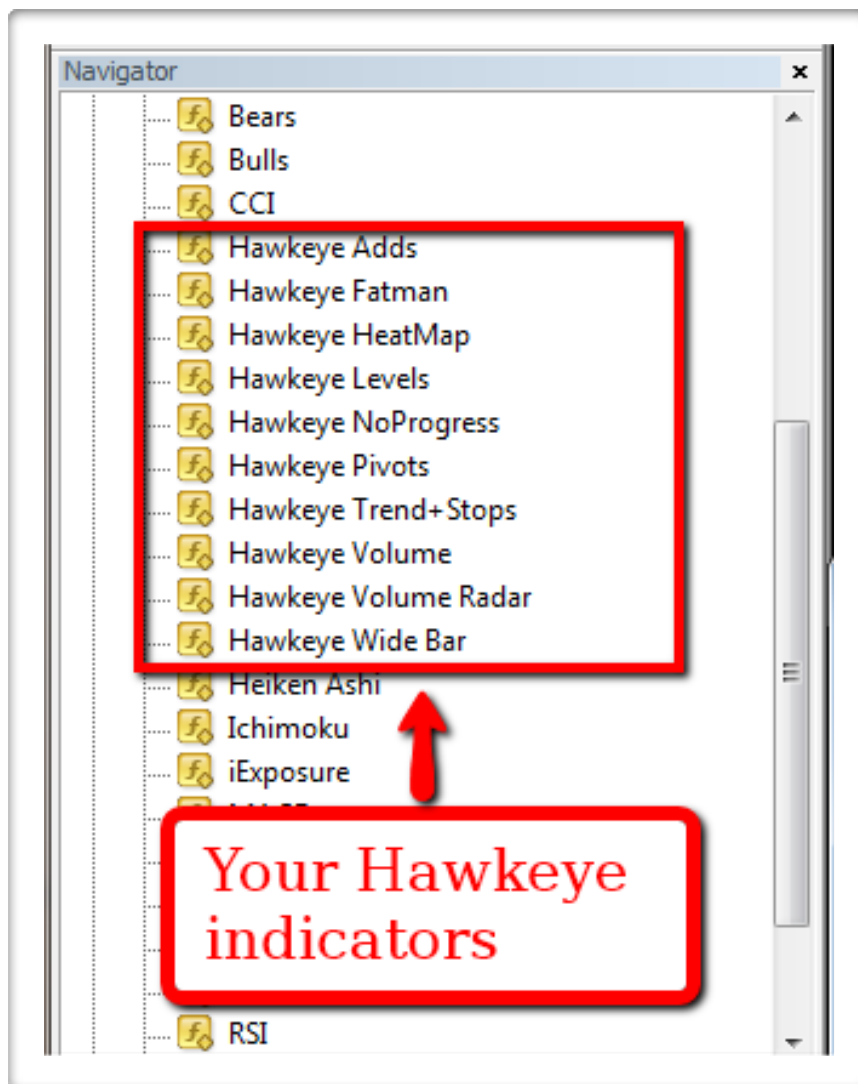 Navigator
Bears
Bulls
CCI
Hawkeye Adds
Hawkeye Fatman
Hawkeye HeatMap
Hawkeye Levels
Hawkeye NoProgress
Hawkeye Pivots
Hawkeye Trend+Stops
Hawkeye Volume
Hawkeye Volume Radar
Hawkeye Wide Bar
Heiken Ashi
Ichimoku
iExposure
Your Hawkeye
indicators
RSI